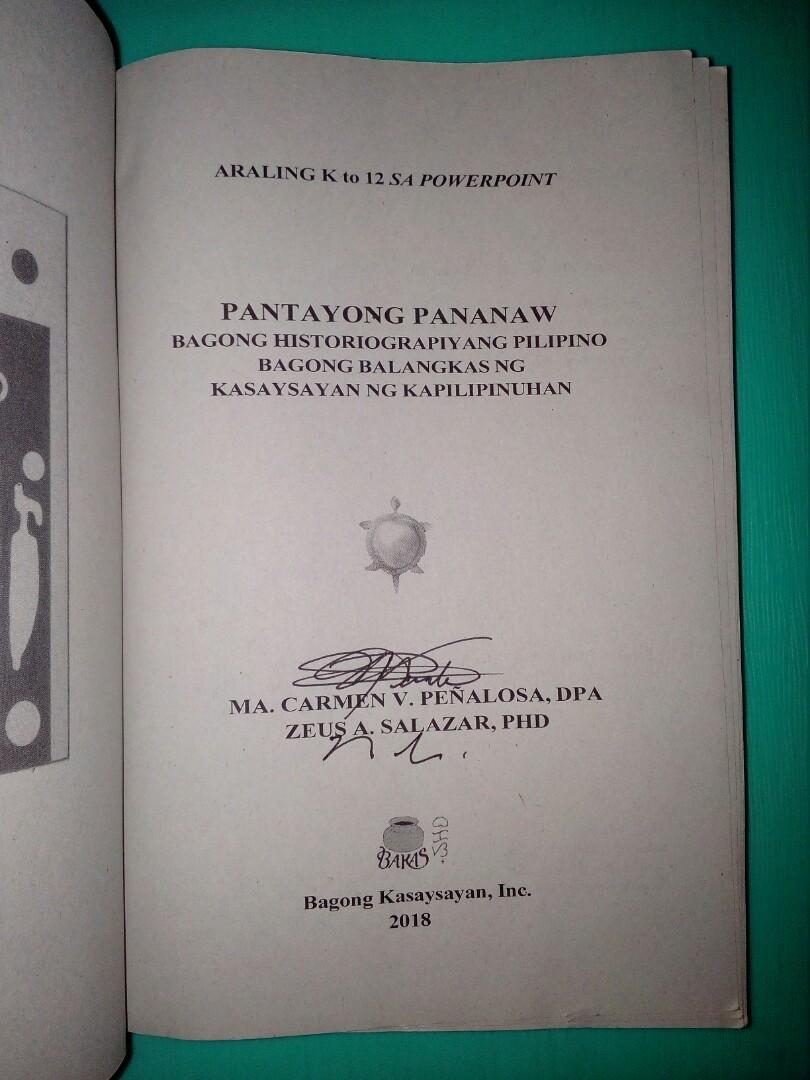 ARALING K to 12 SA POWERPOINT
PANTAYONG PANANAW
BAGONG HISTORIOGRAPIYANG PILIPINO
BAGONG BALANGKAS NG
KASAYSAYAN NG KAPILIPINUHAN
MA. CARMEN V. PEÑALOSA, DPA
ZEUS A. SALAZAR, PHD
BAKAS
Bagong Kasaysayan, Inc.
2018